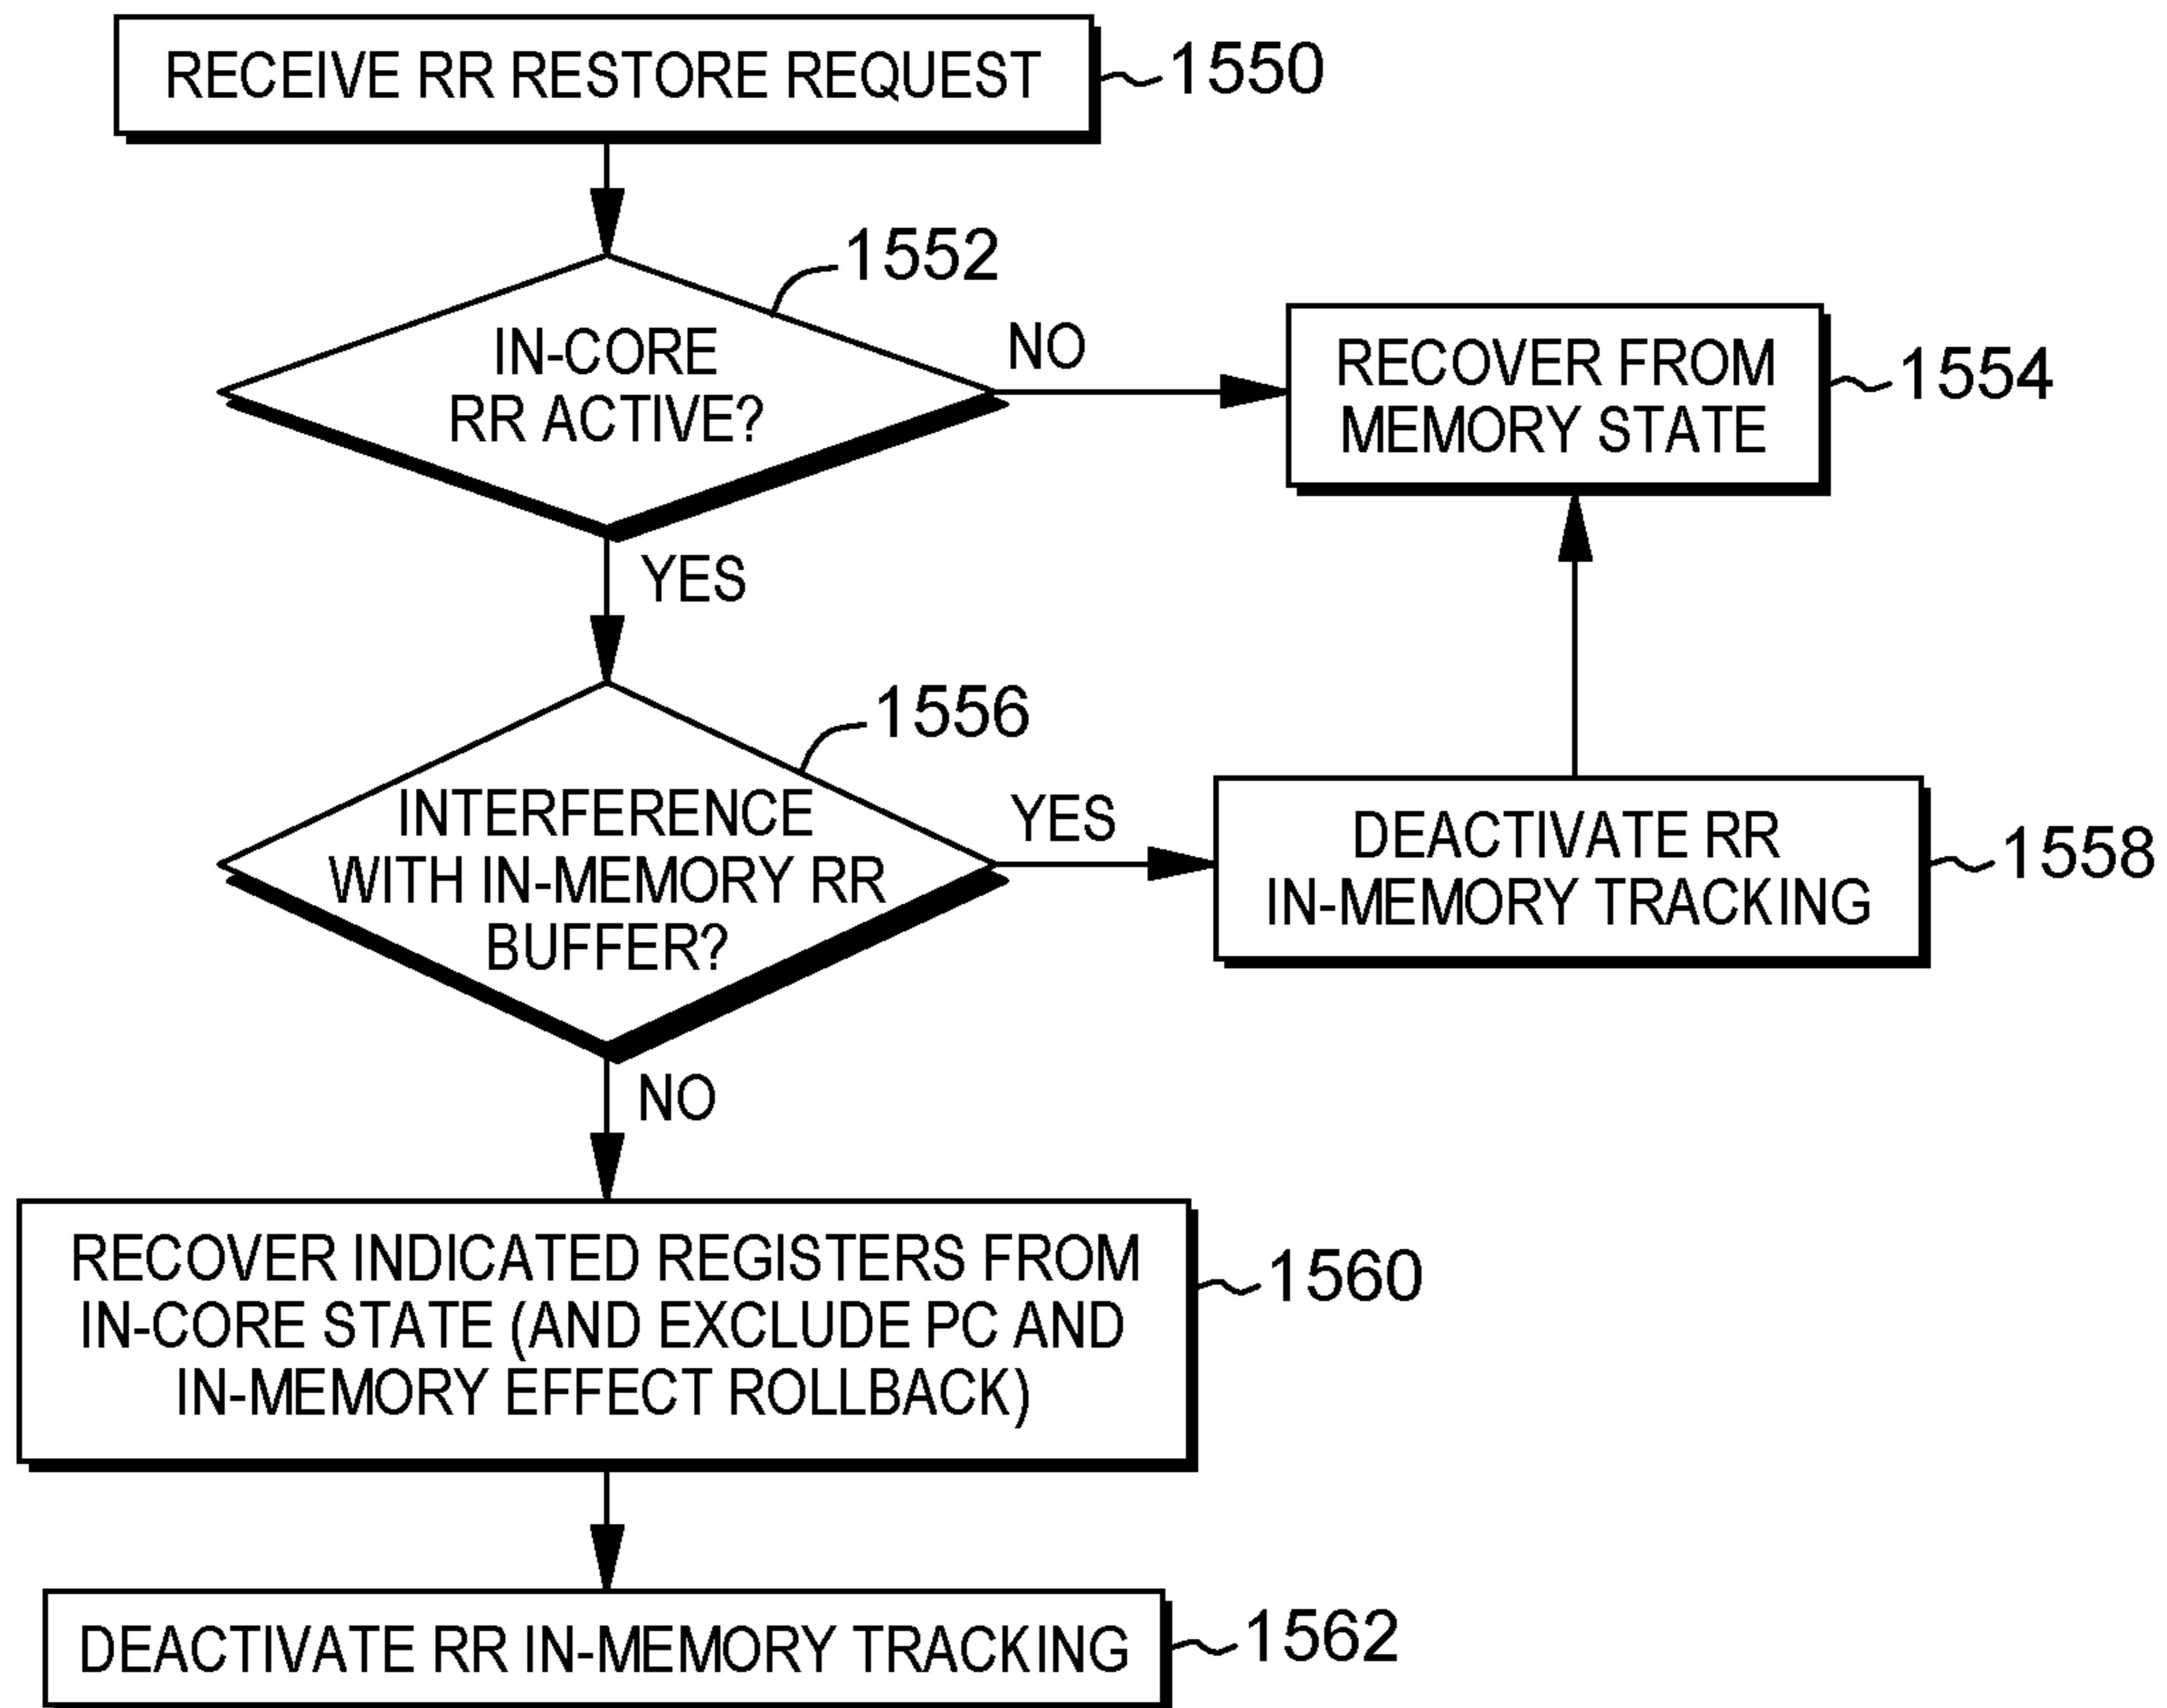 RECEIVE RR RESTORE REQUEST
1550
1552
IN-CORE
RR ACTIVE?
NO
RECOVER FROM
MEMORY STATE
1554
YES
1556
INTERFERENCE
WITH IN-MEMORY RR
BUFFER?
YES
DEACTIVATE RR
IN-MEMORY TRACKING
1558
NO
RECOVER INDICATED REGISTERS FROM
IN-CORE STATE (AND EXCLUDE PC AND
IN-MEMORY EFFECT ROLLBACK)
1560
DEACTIVATE RR IN-MEMORY TRACKING
1562